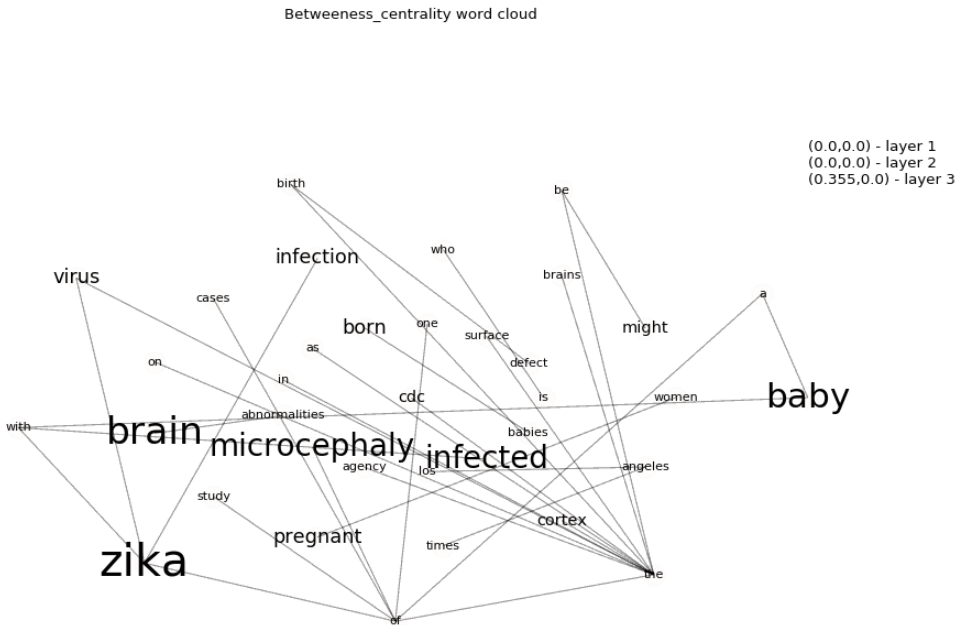 Betweeness_centrality word cloud
(0.0,0.0) - layer 1
(0.0,0.0) - layer 2
(0.355,0.0) - layer 3
birth
be
who
infection
virus
brains
a
cases
one
born
might
surface
as
on
defect
in
cdc
is
women
baby
abnormalities
with
brain
babies
microcephaly
infected
agency
los
angeles
study
cortex
pregnant
times
zika
the
of